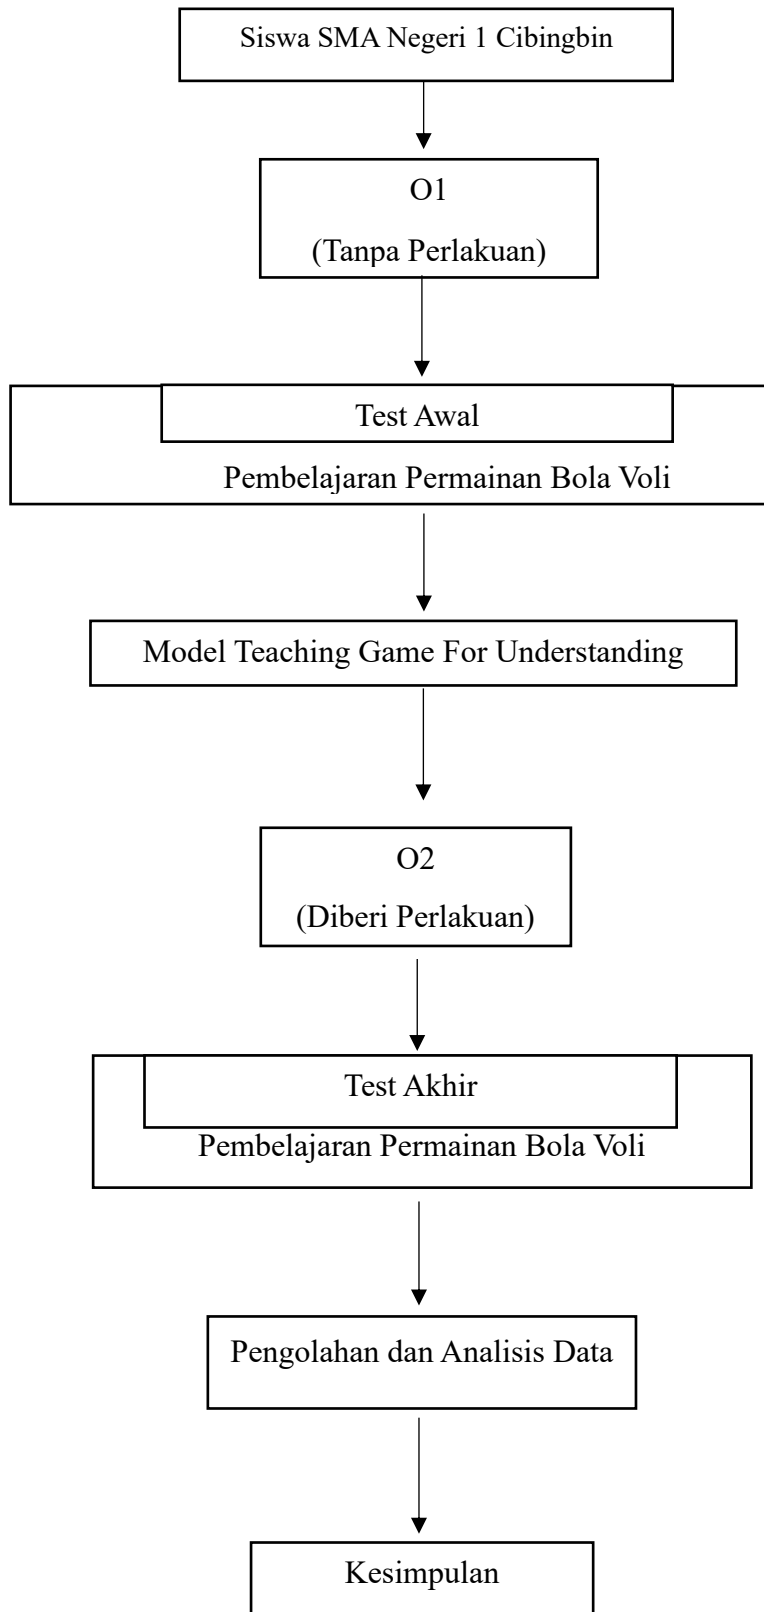 Siswa SMA Negeri 1 Cibingbin
O1
(Tanpa Perlakuan)
Test Awal
Pembelajaran Permainan Bola Voli
Model Teaching Game For Understanding
O2
(Diberi Perlakuan)
Test Akhir
Pembelajaran Permainan Bola Voli
Pengolahan dan Analisis Data
Kesimpulan